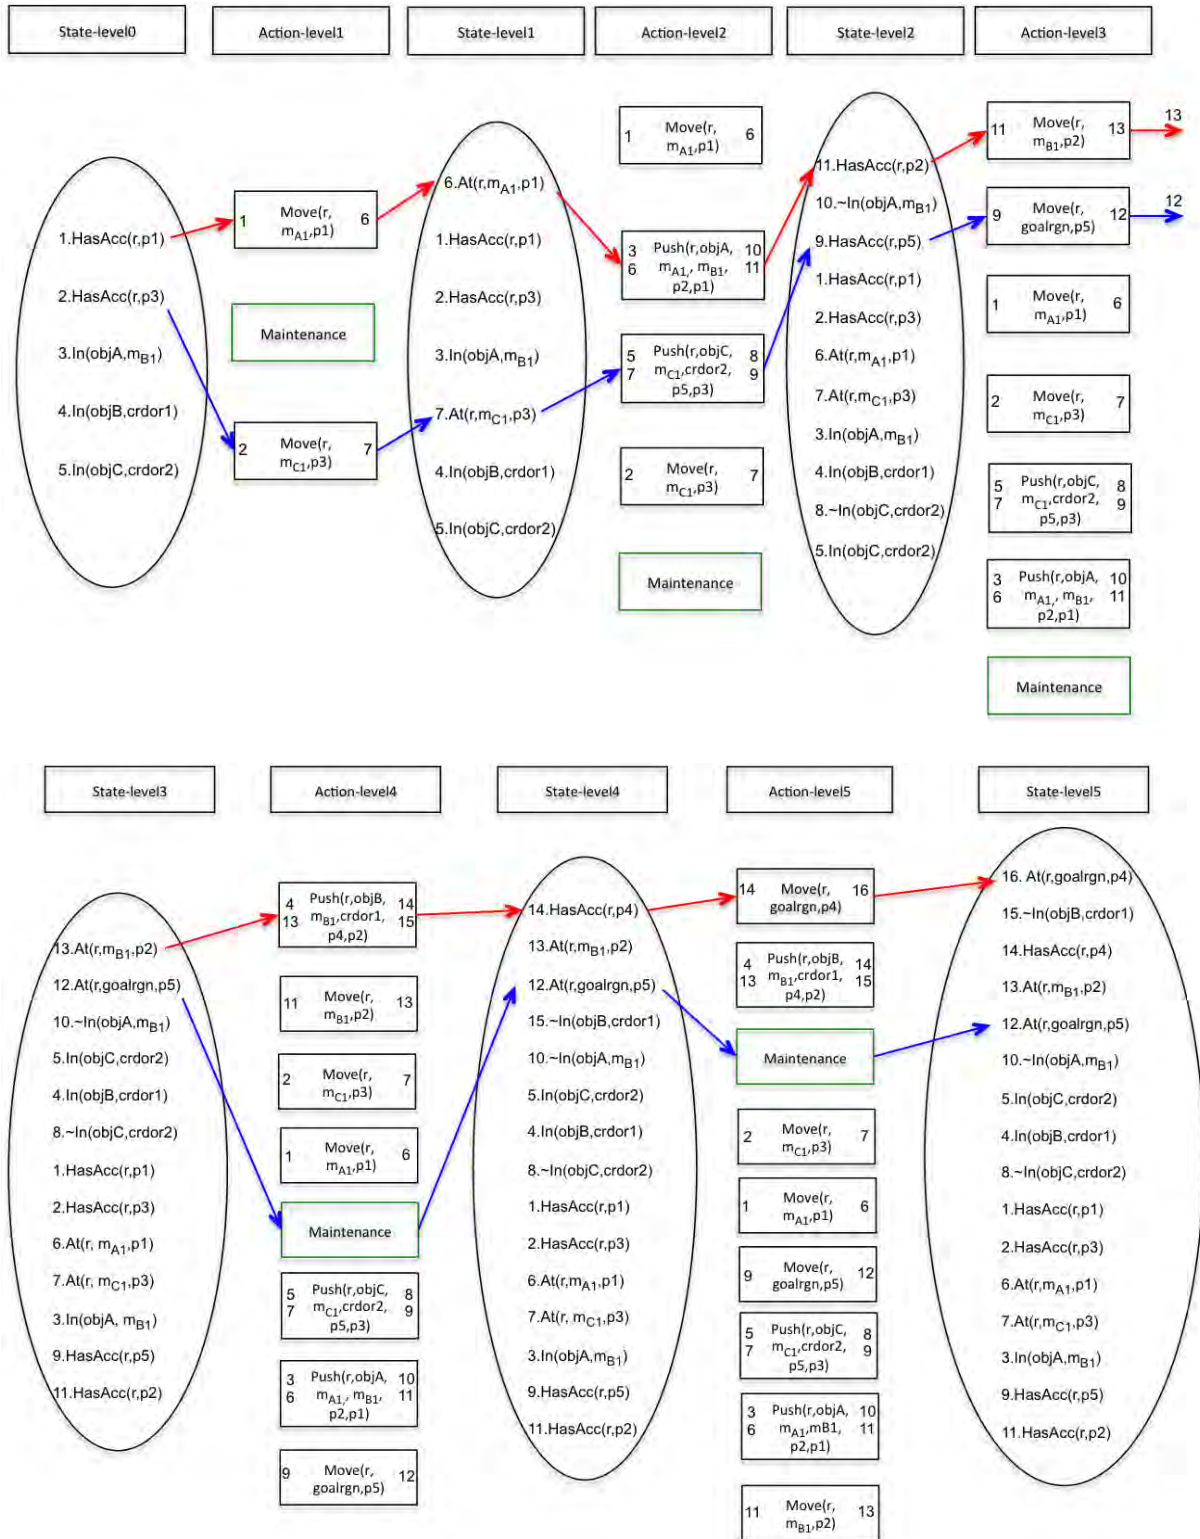 State-level0
Action-level1
State-level1
Action-level2
State-level2
Action-level3
1.HasAcc(r,p1)
2.HasAcc(r,p3)
3.In(objA,mB1)
4.In(objB,crdor1)
5.In(objC,crdor2)
1 Move(r, 6
mA1,p1)
Maintenance
2 Move(r, 7
mC1,p3)
6.At(r,mA1,p1)
1.HasAcc(r,p1)
2.HasAcc(r,p3)
3.In(objA,mB1)
7.At(r,mC1,p3)
4.In(objB,crdor1)
5.In(objC,crdor2)
1 Move(r, 6
mA1,p1)
3 Push(r,objA, 10
6 mA1,, mB1, 11
p2,p1)
5 Push(r,objC, 8
7 mC1,crdor2, 9
p5,p3)
2 Move(r, 7
mC1,p3)
Maintenance
11.HasAcc(r,p2)
10.~In(objA,mB1)
9.HasAcc(r,p5)
1.HasAcc(r,p1)
2.HasAcc(r,p3)
6.At(r,mA1,p1)
7.At(r,mC1,p3)
3.In(objA,mB1)
4.In(objB,crdor1)
8.~In(objC,crdor2)
5.In(objC,crdor2)
11 Move(r, 13
mB1,p2)
13
9 Move(r, 12
goalrgn,p5)
12
1 Move(r, 6
mA1,p1)
2 Move(r, 7
mC1,p3)
5 Push(r,objC, 8
7 mC1,crdor2, 9
p5,p3)
3 Push(r,objA, 10
6 mA1,, mB1, 11
p2,p1)
Maintenance
State-level3
Action-level4
State-level4
Action-level5
State-level5
13.At(r,mB1,p2)
12.At(r,goalrgn,p5)
10.~In(objA,mB1)
5.In(objC,crdor2)
4.In(objB,crdor1)
8.~In(objC,crdor2)
1.HasAcc(r,p1)
2.HasAcc(r,p3)
6.At(r, mA1,p1)
7.At(r, mC1,p3)
3.In(objA, mB1)
9.HasAcc(r,p5)
11.HasAcc(r,p2)
4 Push(r,objB, 14
13 mB1,crdor1, 15
p4,p2)
11 Move(r, 13
mB1,p2)
2 Move(r, 7
mC1,p3)
1 Move(r, 6
mA1,p1)
Maintenance
5 Push(r,objC, 8
7 mC1,crdor2, 9
p5,p3)
3 Push(r,objA, 10
6 mA1,, mB1, 11
p2,p1)
9 Move(r, 12
goalrgn,p5)
14.HasAcc(r,p4)
13.At(r,mB1,p2)
12.At(r,goalrgn,p5)
15.~In(objB,crdor1)
10.~In(objA,mB1)
5.In(objC,crdor2)
4.In(objB,crdor1)
8.~In(objC,crdor2)
1.HasAcc(r,p1)
2.HasAcc(r,p3)
6.At(r,mA1,p1)
7.At(r, mC1,p3)
3.In(objA,mB1)
9.HasAcc(r,p5)
11.HasAcc(r,p2)
14 Move(r, 16
goalrgn,p4)
4 Push(r,objB, 14
13 mB1,crdor1, 15
p4,p2)
Maintenance
2 Move(r, 7
mC1,p3)
1 Move(r, 6
mA1,p1)
9 Move(r, 12
goalrgn,p5)
5 Push(r,objC, 8
7 mC1,crdor2, 9
p5,p3)
3 Push(r,objA, 10
6 mA1,mB1, 11
p2,p1)
11 Move(r, 13
mB1,p2)
16. At(r,goalrgn,p4)
15.~In(objB,crdor1)
14.HasAcc(r,p4)
13.At(r,mB1,p2)
12.At(r,goalrgn,p5)
10.~In(objA,mB1)
5.In(objC,crdor2)
4.In(objB,crdor1)
8.~In(objC,crdor2)
1.HasAcc(r,p1)
2.HasAcc(r,p3)
6.At(r,mA1,p1)
7.At(r,mC1,p3)
3.In(objA,mB1)
9.HasAcc(r,p5)
11.HasAcc(r,p2)